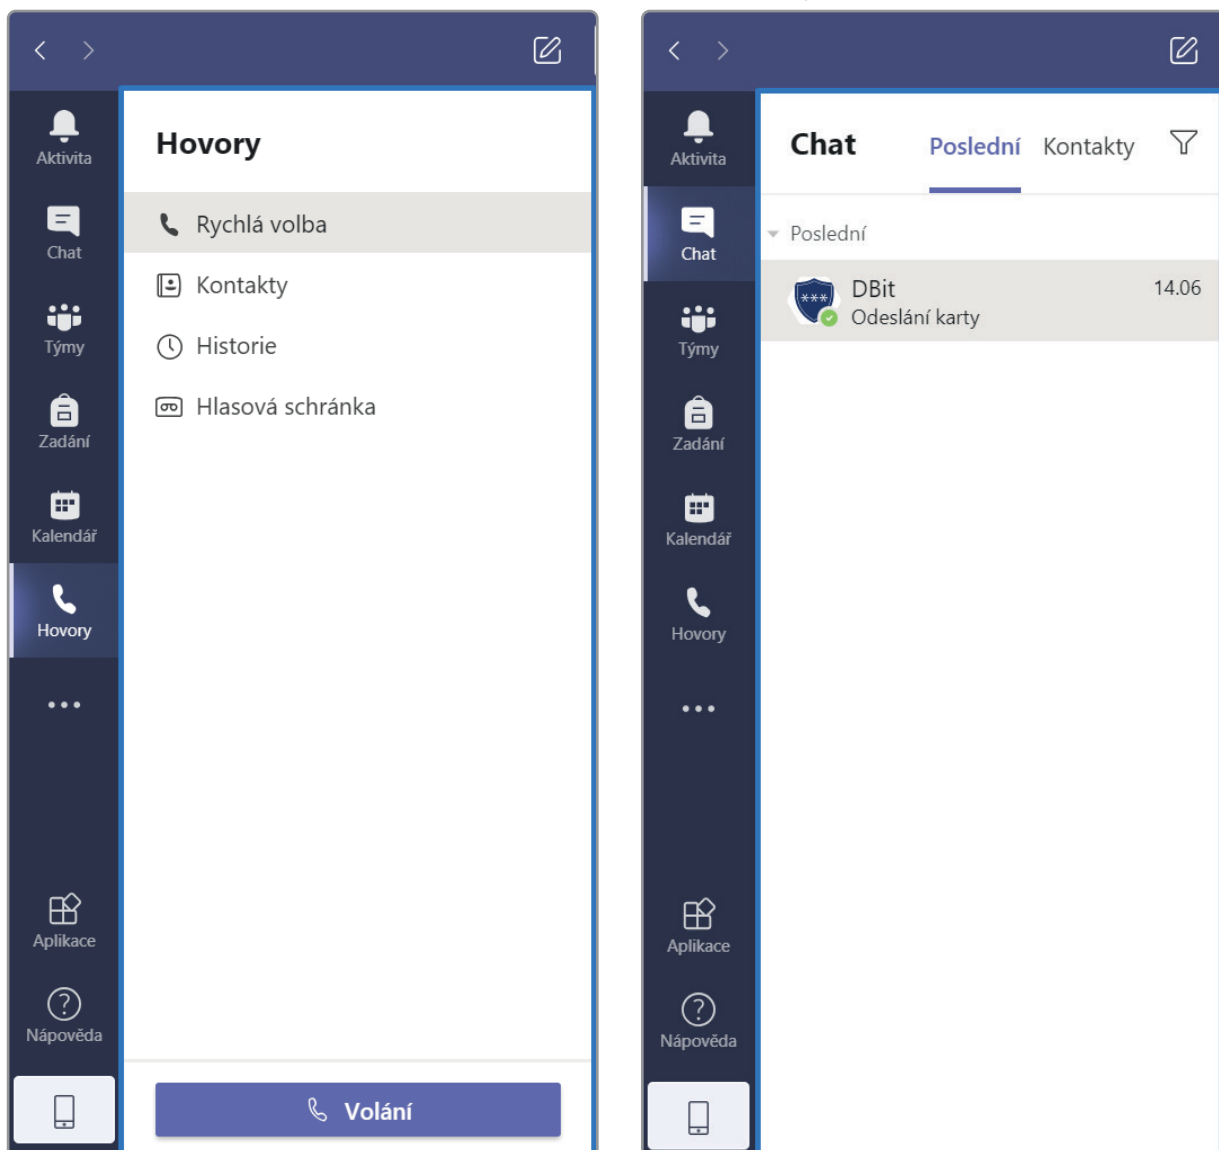 Aktivita
Chat
Týmy
Zadání
Kalendář
Hovory
Aplikace
Nápověda
Hovory
Rychlá volba
Kontakty
Historie
Hlasová schránka
Volání
Aktivita
Chat
Týmy
Zadání
Kalendář
Hovory
Aplikace
Nápověda
Chat Poslední Kontakty
Poslední
*** DBit 14.06
Odeslání karty